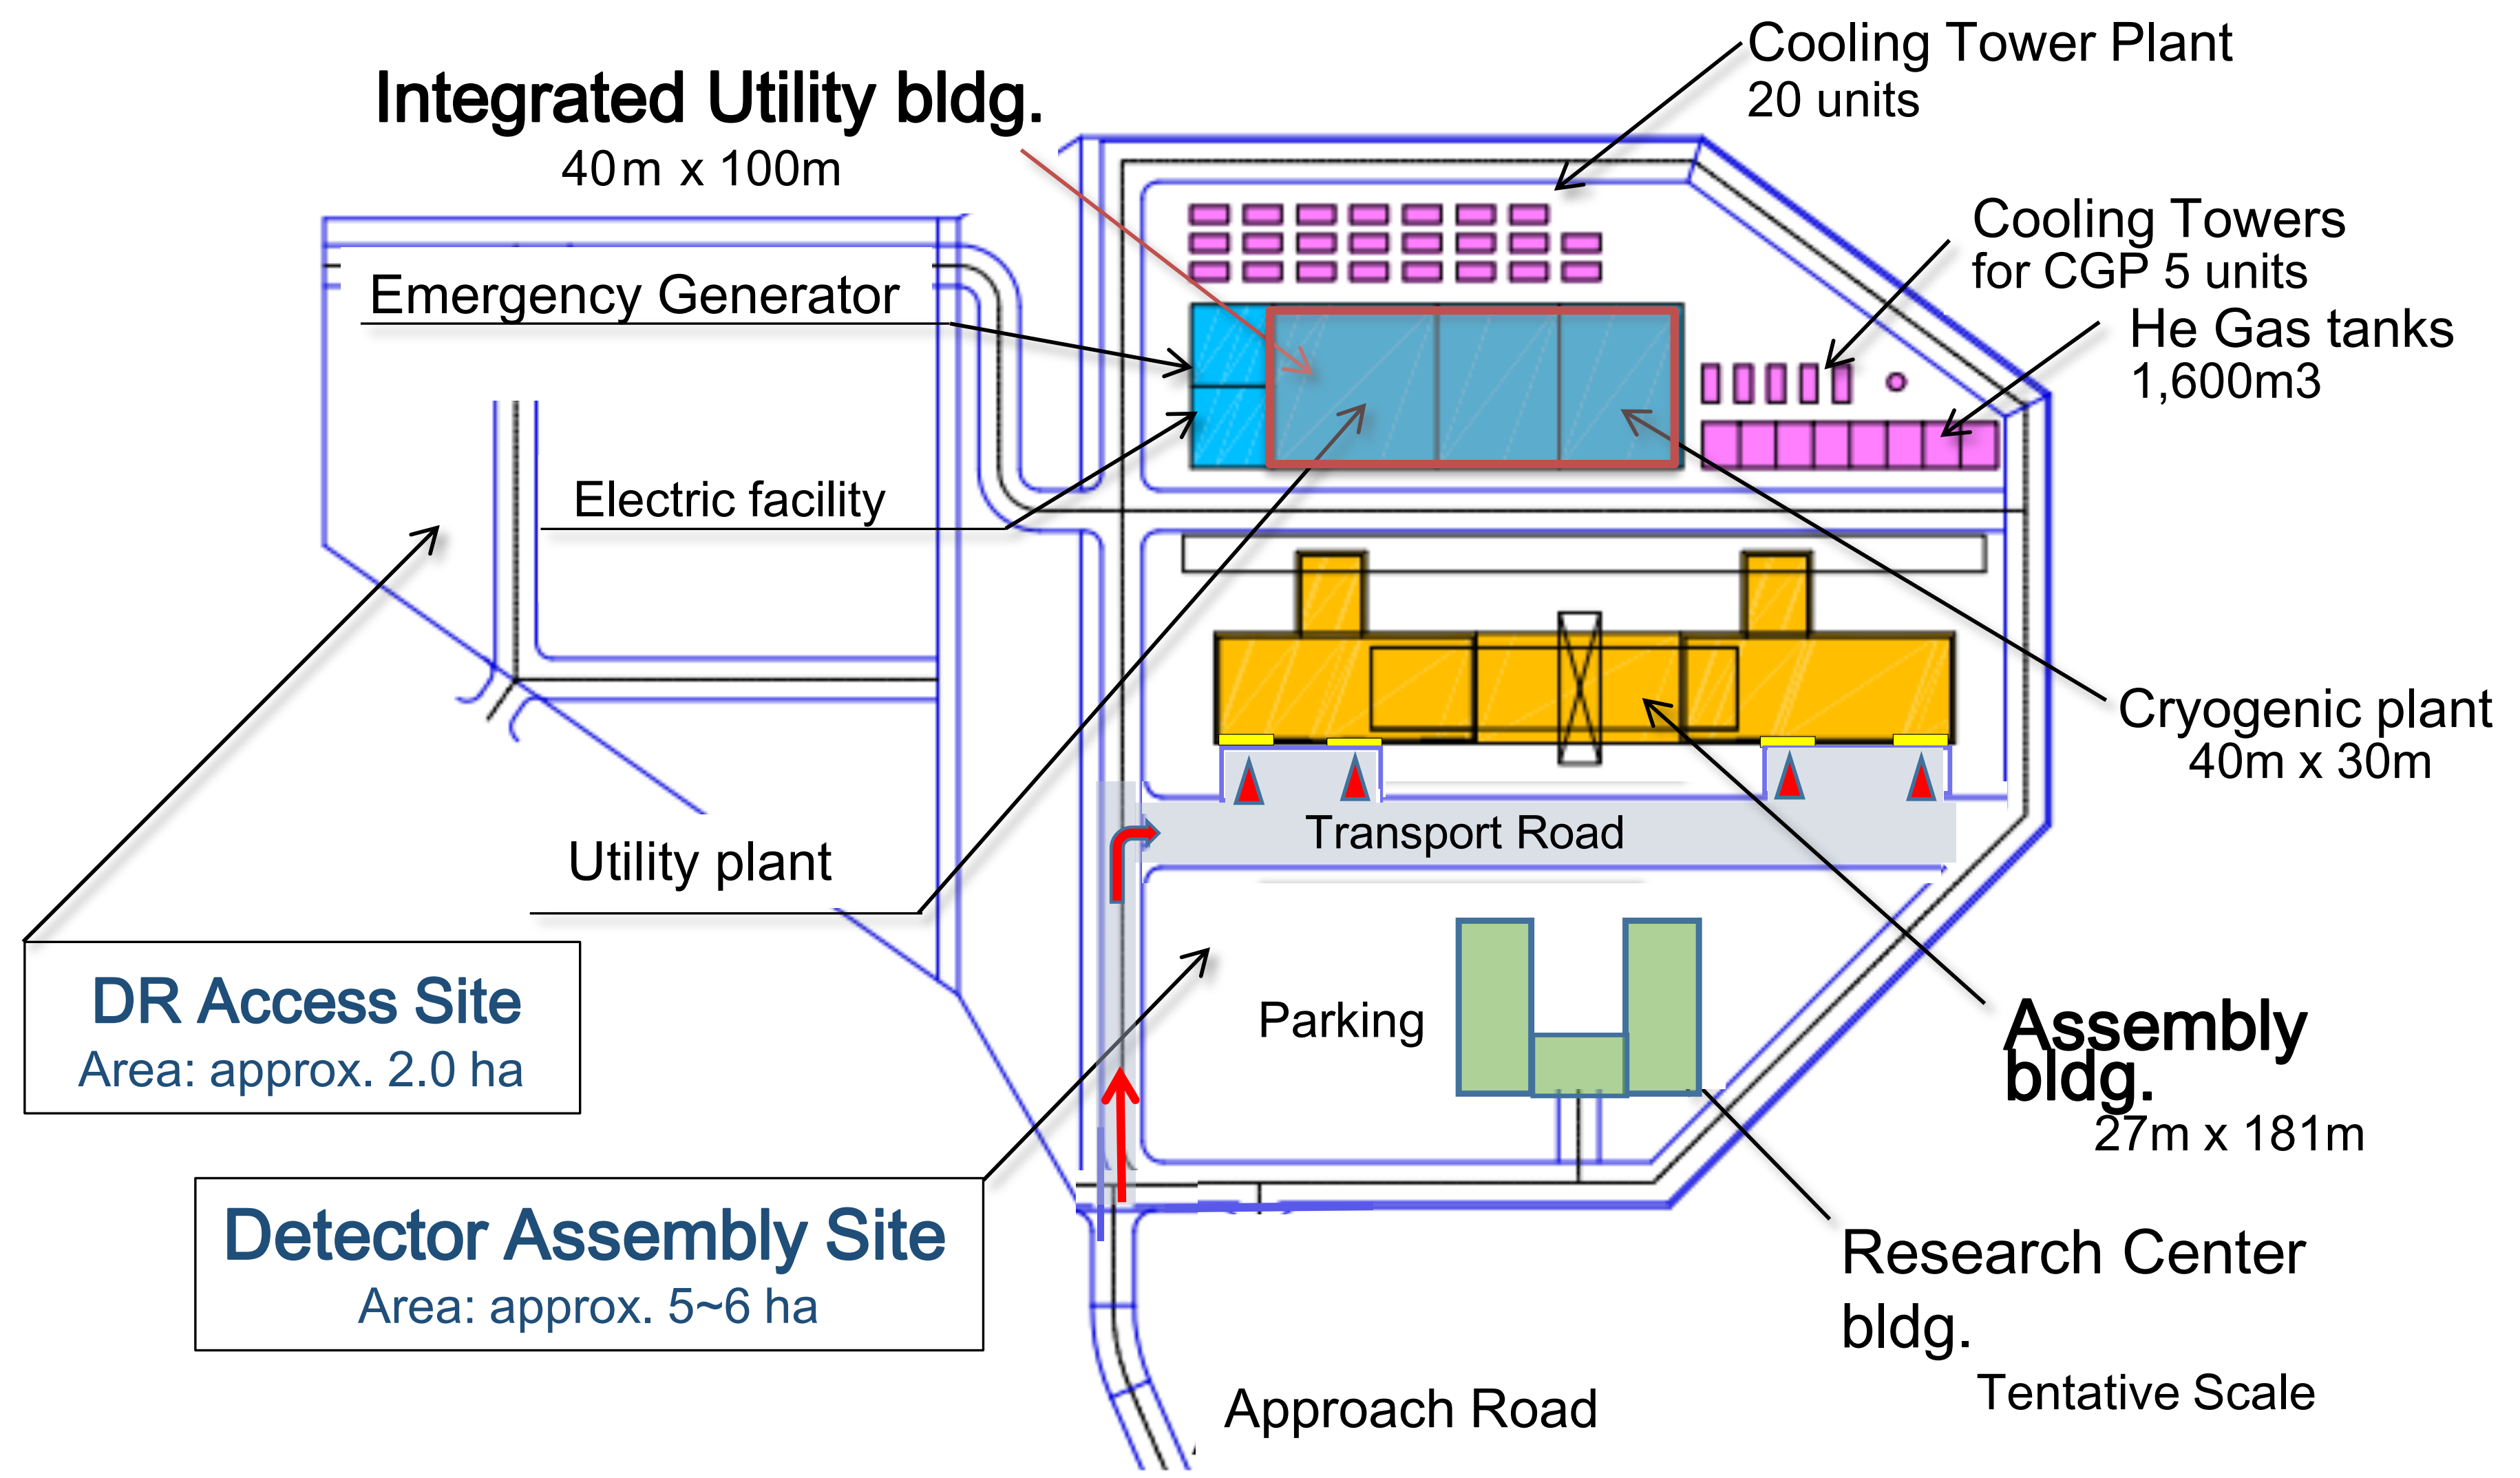 Cooling Tower Plant
20 units
Integrated Utility bldg.
40m x 100m
Cooling Towers
for CGP 5 units
Emergency Generator
He Gas tanks
1,600m3
Electric facility
Cryogenic plant
40m x 30m
Transport Road
Utility plant
DR Access Site
Area: approx. 2.0 ha
Parking
Assembly
bldg.
27m x 181m
Detector Assembly Site
Area: approx. 5~6 ha
Research Center
bldg.
Tentative Scale
Approach Road